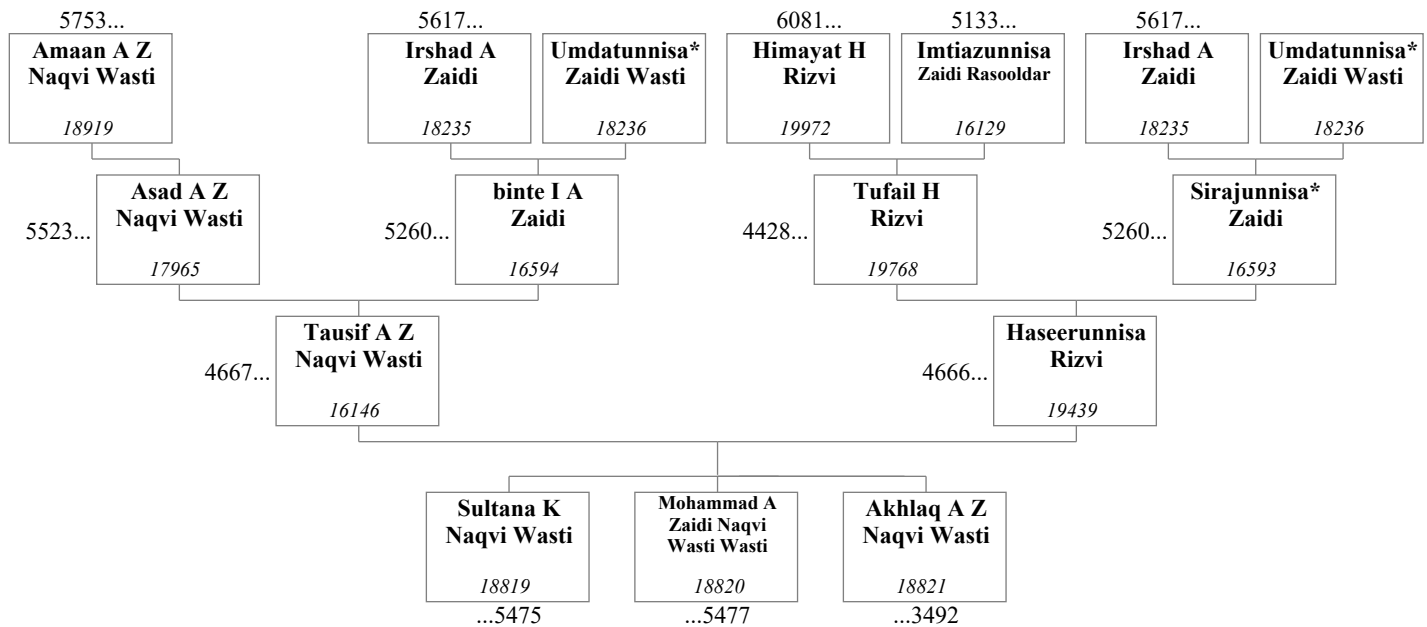 5753...
5617...
6081...
5133...
5617...
Amaan A Z
Naqvi Wasti
18919
Irshad A
Zaidi
18235
Umdatunnisa*
Zaidi Wasti
18236
Himayat H
Rizvi
19972
Imtiazunnisa
Zaidi Rasooldar
16129
Irshad A
Zaidi
18235
Umdatunnisa*
Zaidi Wasti
18236
5523...
Asad A Z
Naqvi Wasti
17965
5260...
binte I A
Zaidi
16594
4428...
Tufail H
Rizvi
19768
5260...
Sirajunnisa*
Zaidi
16593
4667...
Tausif A Z
Naqvi Wasti
16146
4666...
Haseerunnisa
Rizvi
19439
Sultana K
Naqvi Wasti
18819
...5475
Mohammad A
Zaidi Naqvi
Wasti Wasti
18820
...5477
Akhlaq A Z
Naqvi Wasti
18821
...3492